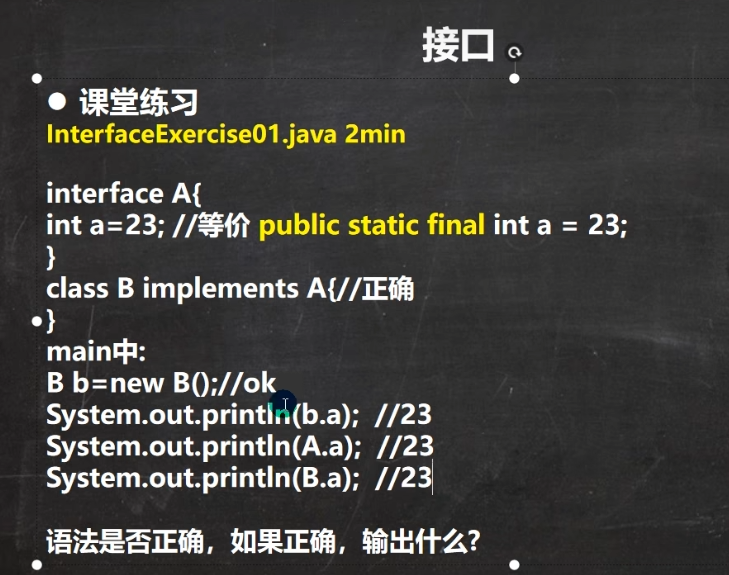 接口
● 课堂练习
InterfaceExercise01.java 2min
interface A{
int a=23; //等价 public static final int a = 23;
}
class B implements A{//正确
}
main中:
B b=new B();//ok
System.out.println(b.a);  //23
System.out.println(A.a);  //23
System.out.println(B.a);  //23
语法是否正确，如果正确，输出什么?